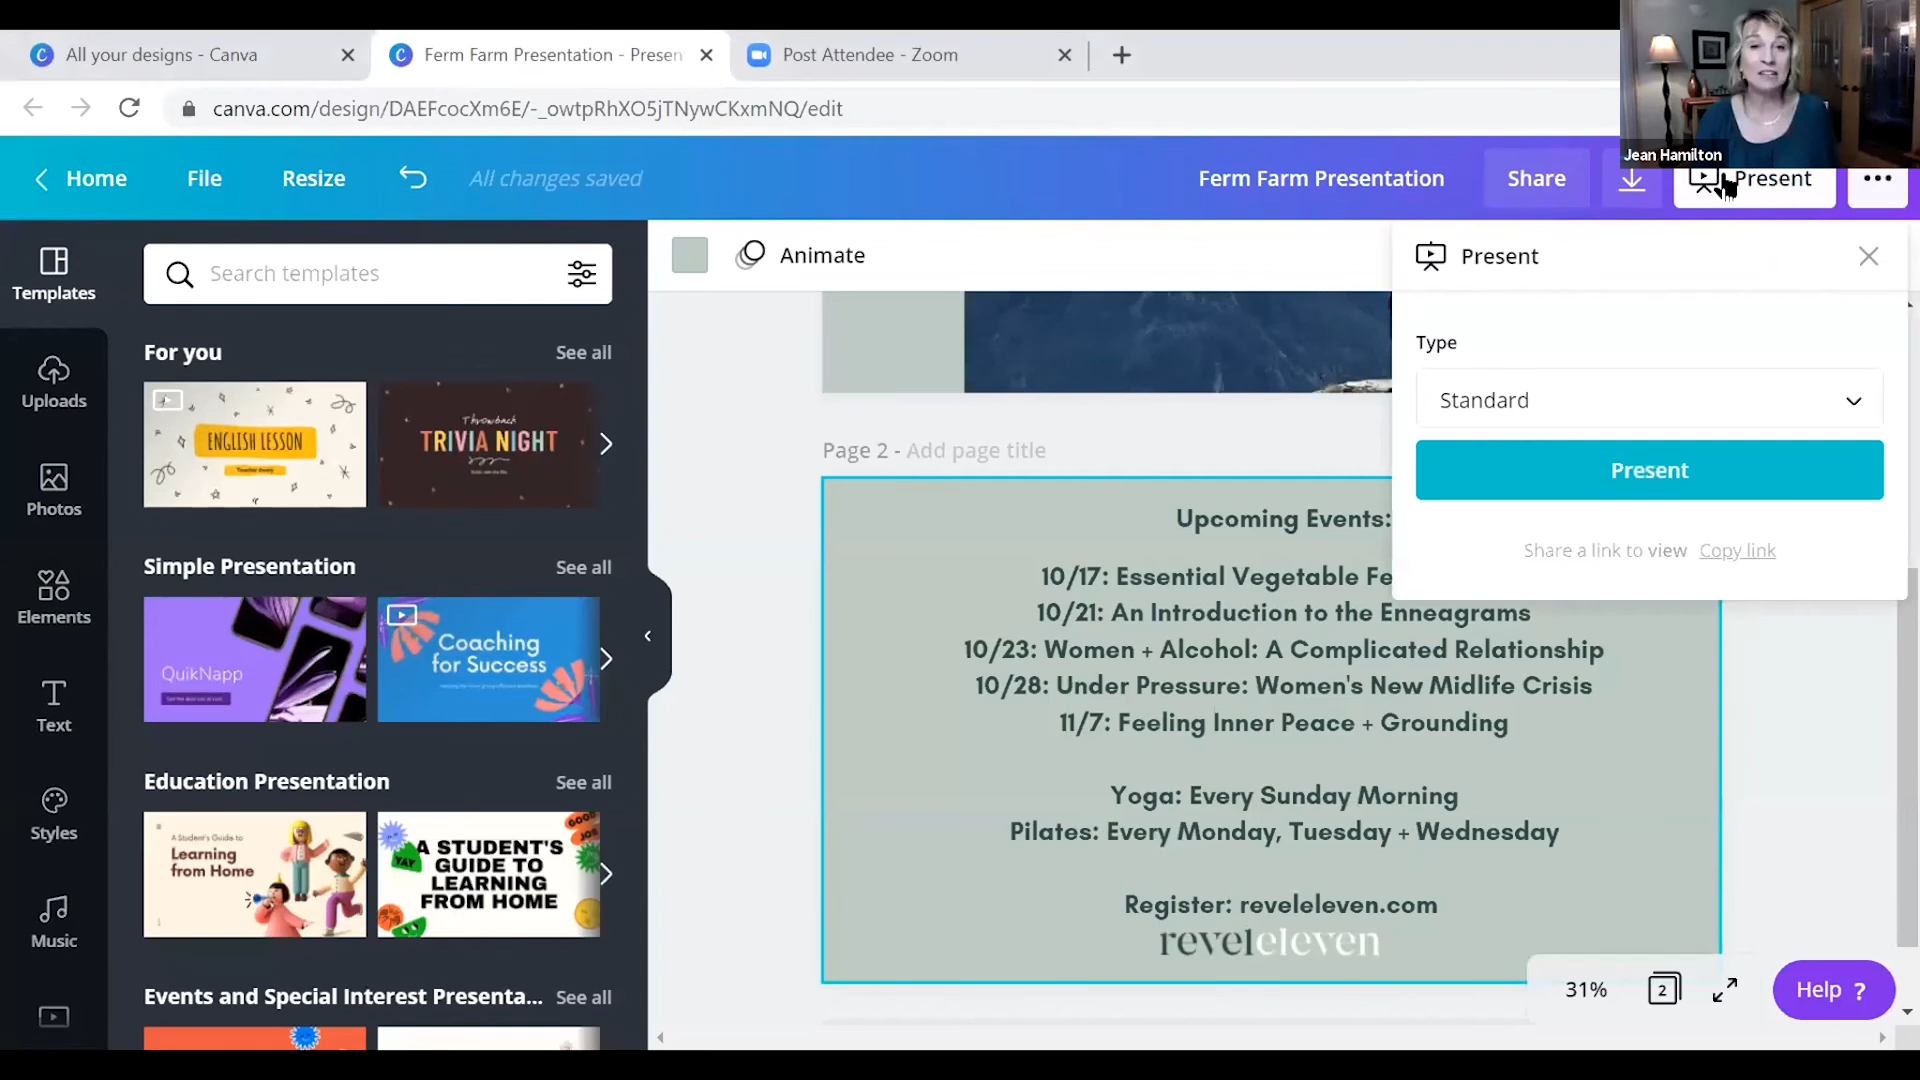 All your designs - Canva
Ferm Farm Presentation - Presen
Post Attendee - Zoom
canva.com/design/DAEFcocXm6E/-_owtpRhXO5jTNywCKxmNQ/edit
Jean Hamilton
Home
File
Resize
All changes saved
Ferm Farm Presentation
Share
Present
Templates
Uploads
Photos
Elements
Text
Styles
Music
Search templates
For you
See all
ENGLISH LESSON
Throwback
TRIVIA NIGHT
Simple Presentation
See all
QuikNapp
Coaching
for Success
Education Presentation
See all
A Student's Guide to
Learning
from Home
GOOD
JOB
YAY
A STUDENT'S
GUIDE TO
LEARNING
FROM HOME
Events and Special Interest Presenta...
See all
Animate
Page 2 - Add page title
Upcoming Events:
10/17: Essential Vegetable Fe
10/21: An Introduction to the Enneagrams
10/23: Women + Alcohol: A Complicated Relationship
10/28: Under Pressure: Women's New Midlife Crisis
11/7: Feeling Inner Peace + Grounding
Yoga: Every Sunday Morning
Pilates: Every Monday, Tuesday + Wednesday
Register: reveleleven.com
reveleleven
Present
Type
Standard
Present
Share a link to view Copy link
31%
2
Help ?